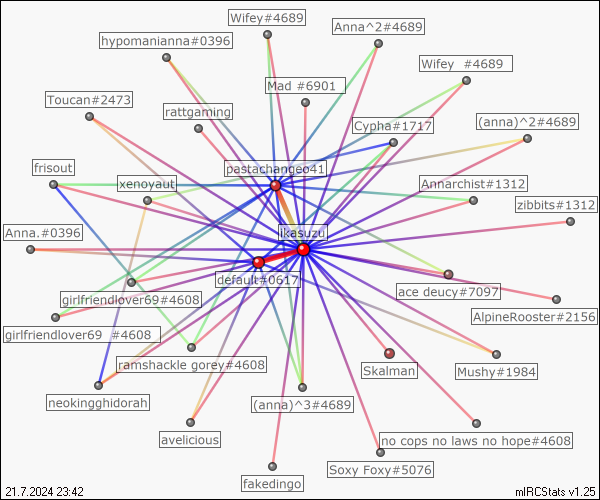 Wifey#4689
Anna^2#4689
hypomanianna#0396
Wifey  #4689
Mad #6901
Toucan#2473
rattgaming
Cypha#1717
(anna)^2#4689
frisout
pastachangeo41
xenoyaut
Annarchist#1312
zibbits#1312
Anna.#0396
ikasuzu
default#0617
girlfriendlover69#4608
ace deucy#7097
AlpineRooster#2156
girlfriendlover69  #4608
ramshackle gorey#4608
Skalman
Mushy#1984
neokingghidorah
(anna)^3#4689
avelicious
no cops no laws no hope#4608
Soxy Foxy#5076
fakedingo
21.7.2024 23:42
mIRCStats v1.25